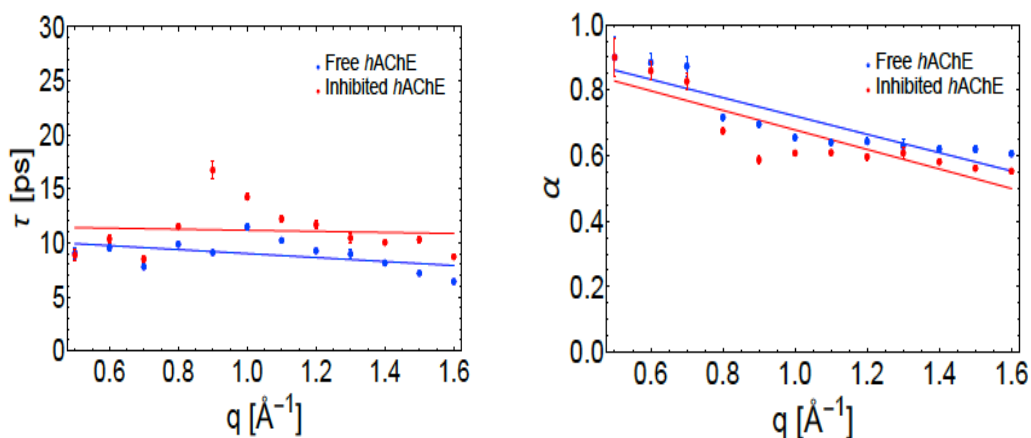 30
25
20
15
10
5
0
τ [ps]
Free hAChE
Inhibited hAChE
0.6 0.8 1.0 1.2 1.4 1.6
q [Å⁻¹]
1.0
0.8
0.6
0.4
0.2
0.0
α
Free hAChE
Inhibited hAChE
0.6 0.8 1.0 1.2 1.4 1.6
q [Å⁻¹]